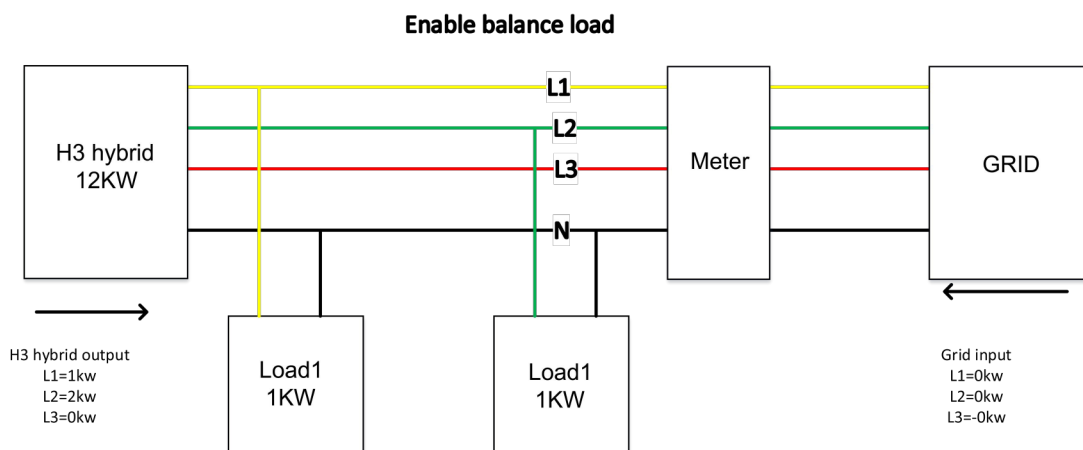 Enable balance load
L1
L2
L3
N
H3 hybrid
12KW
Meter
GRID
Load1
1KW
Load1
1KW
H3 hybrid output
L1=1kw
L2=2kw
L3=0kw
Grid input
L1=0kw
L2=0kw
L3=-0kw